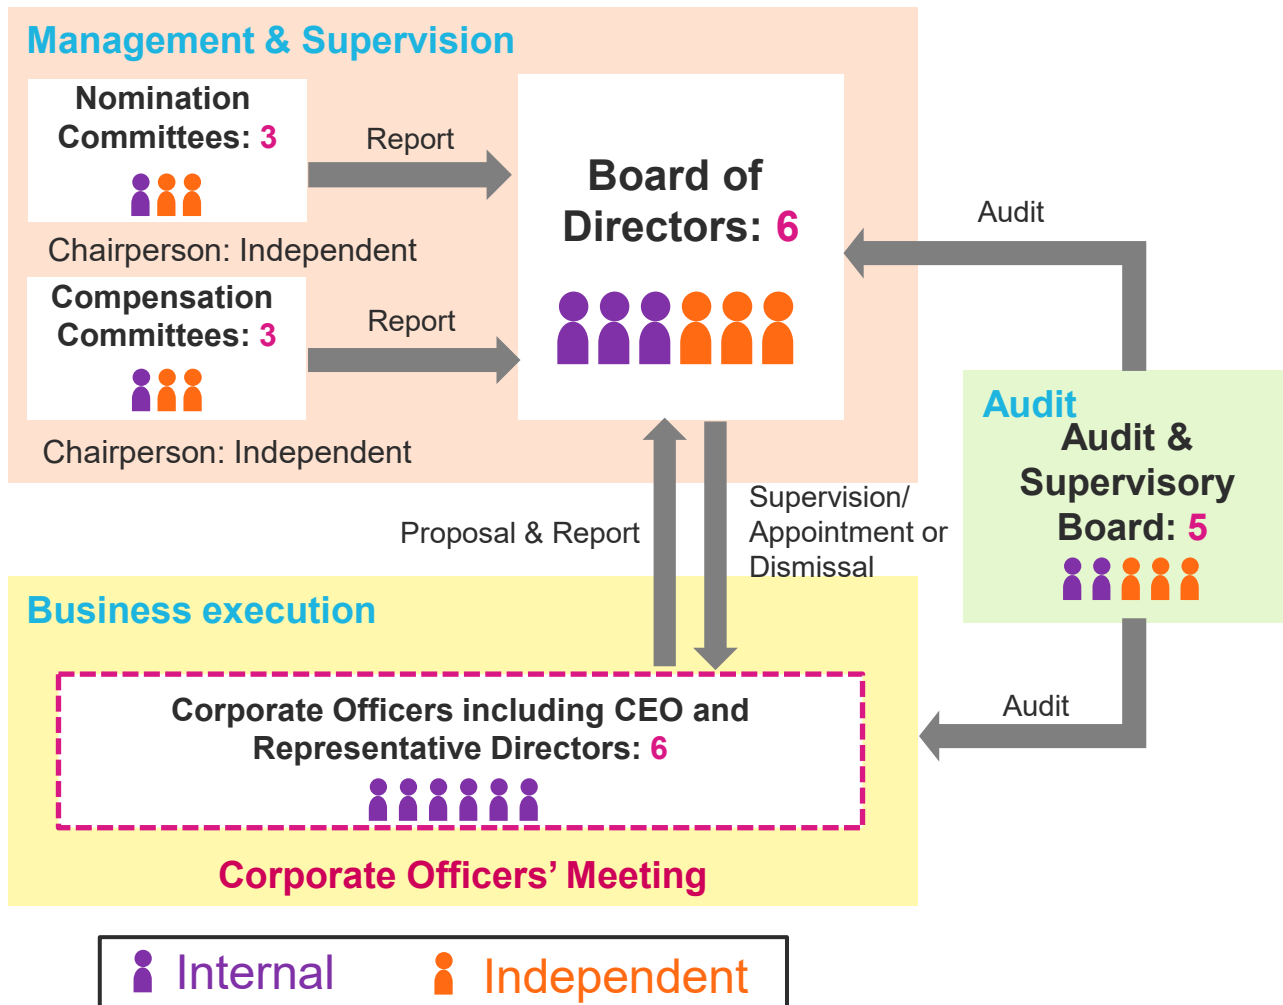 Management & Supervision
Nomination
Committees: 3
Chairperson: Independent
Report
Compensation
Committees: 3
Chairperson: Independent
Report
Board of
Directors: 6
Audit
Audit
Audit &
Supervisory
Board: 5
Audit
Proposal & Report
Supervision/
Appointment or
Dismissal
Business execution
Corporate Officers including CEO and
Representative Directors: 6
Corporate Officers’ Meeting
Internal
Independent